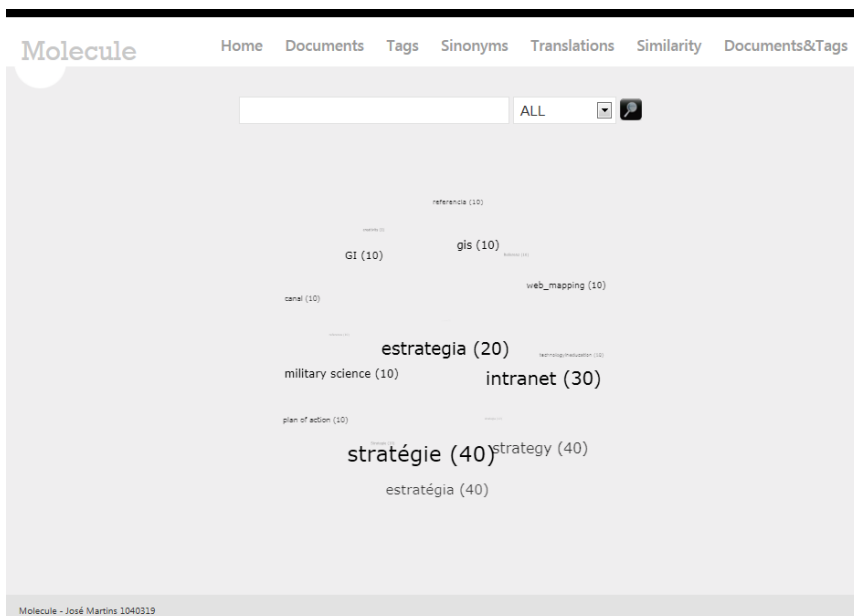 Molecule
Home Documents Tags Sinonyms Translations Similarity Documents&Tags
ALL
referencia (10)
gis (10)
GI (10)
web_mapping (10)
canal (10)
estrategia (20)
military science (10)
intranet (30)
plan of action (10)
strategy (40)
stratégie (40)
estratégia (40)
Molecule - José Martins 1040319